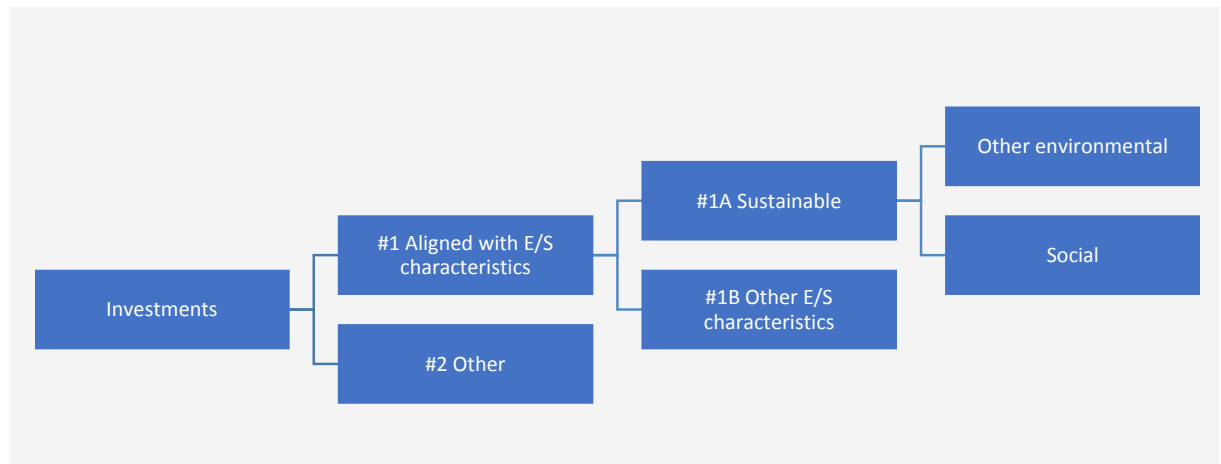 Investments
#1 Aligned with E/S
characteristics
#2 Other
#1A Sustainable
#1B Other E/S
characteristics
Other environmental
Social